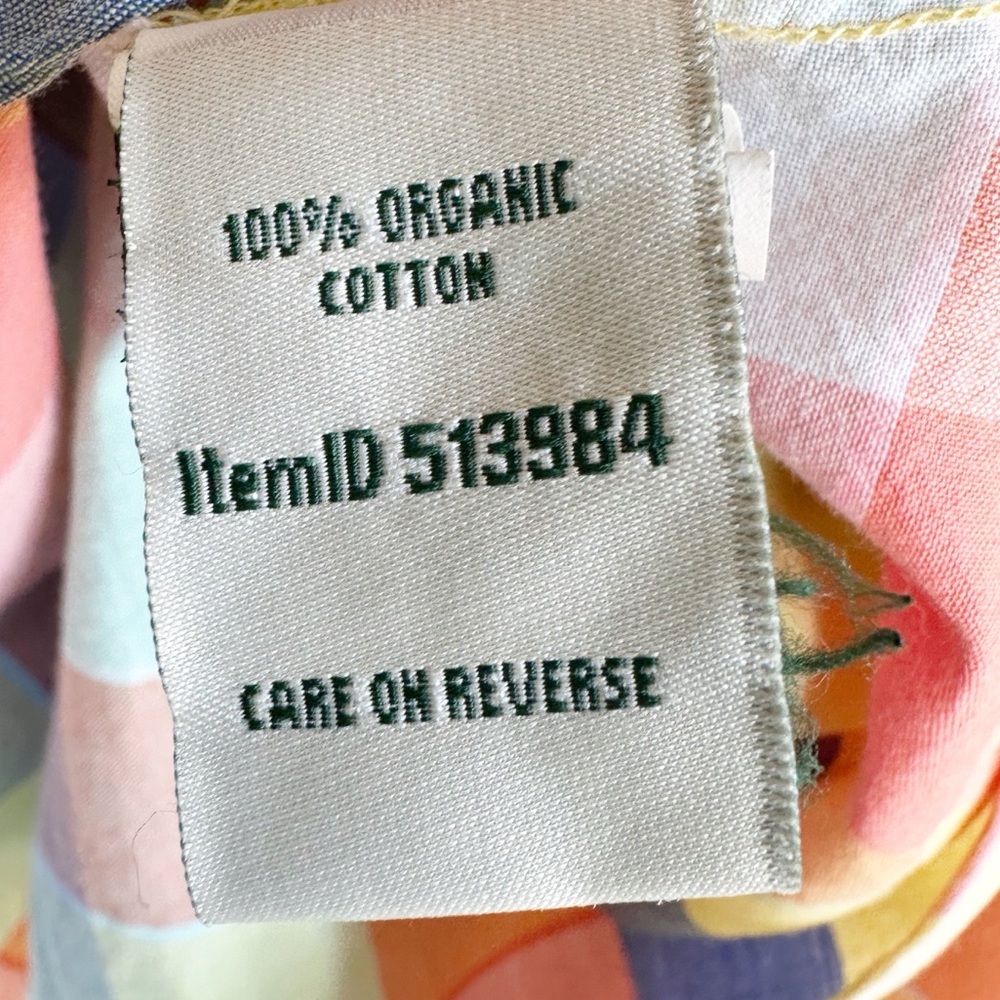 100% ORGANIC
COTTON
ItemID 513984
CARE ON REVERSE